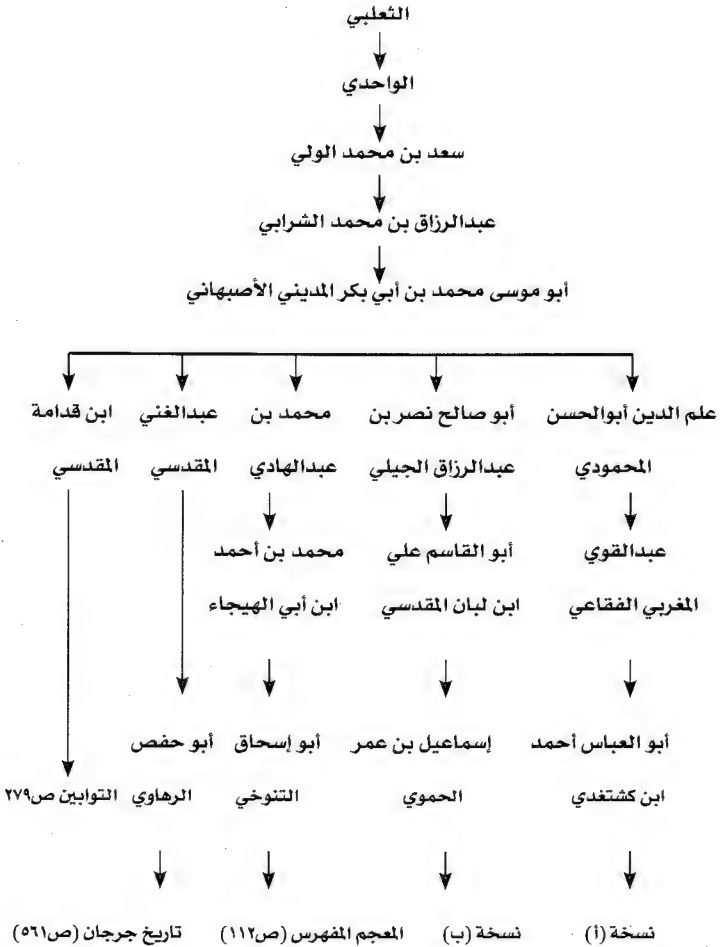 الثعلبي
الواحدي
سعد بن محمد الولي
عبدالرزاق بن محمد الشرابي
أبو موسى محمد بن أبي بكر المديني الأصبهاني
علم الدين أبوالحسن أبو صالح نصر بن محمد بن عبدالغني ابن قدامة
المحمودي عبدالرزاق الجيلي عبدالهادي المقدسي المقدسي
عبدالقوي أبو القاسم علي محمد بن أحمد
المغربي الفقاعي ابن لبان المقدسي ابن أبي الهيجاء
أبو العباس أحمد إسماعيل بن عمر أبو إسحاق أبو حفص
ابن كشتغدي الحموي التنوخي الرهاوي التوابين ص٢٧٩
نسخة (أ) نسخة (ب) المعجم المفهرس (ص١١٢) تاريخ جرجان (ص٥٦١)